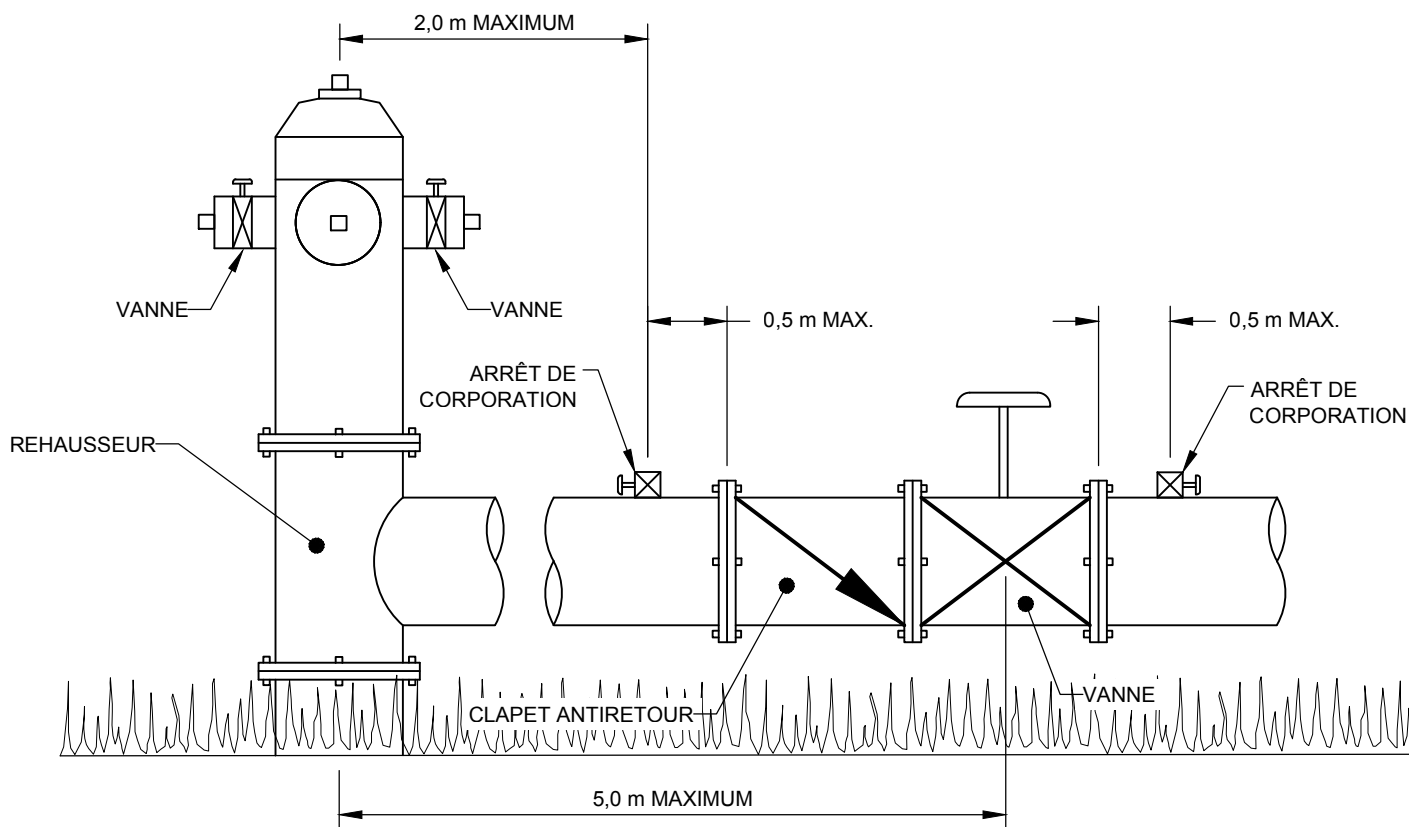 2,0 m MAXIMUM
VANNE
VANNE
0,5 m MAX.
0,5 m MAX.
ARRÊT DE
CORPORATION
ARRÊT DE
CORPORATION
REHAUSSEUR
CLAPET ANTIRETOUR
VANNE
5,0 m MAXIMUM